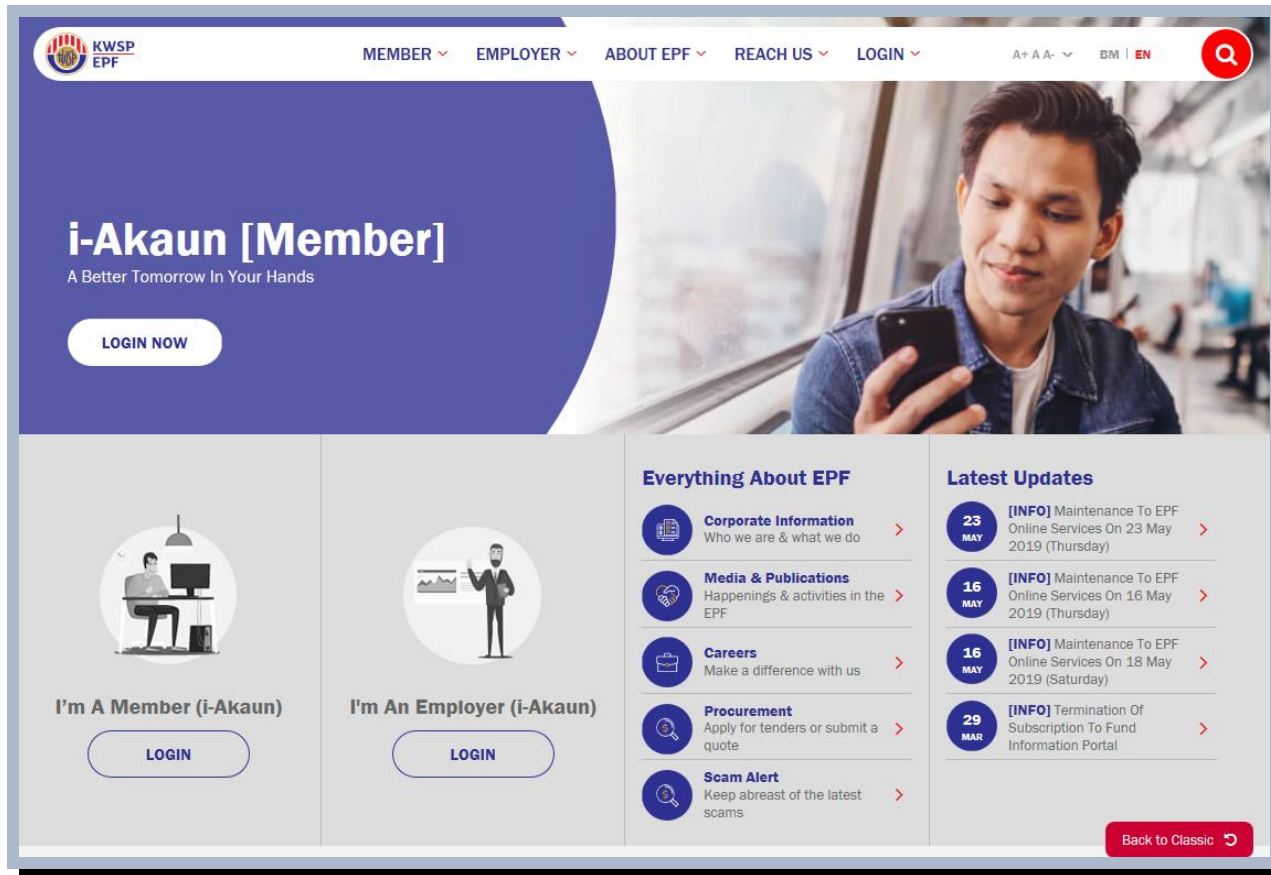 KWSP
EPF
MEMBER
EMPLOYER
ABOUT EPF
REACH US
LOGIN
A+ A A-
BM | EN
i-Akaun [Member]
A Better Tomorrow In Your Hands
LOGIN NOW
I'm A Member (i-Akaun)
LOGIN
I'm An Employer (i-Akaun)
LOGIN
Everything About EPF
Corporate Information
Who we are & what we do
Media & Publications
Happenings & activities in the
EPF
Careers
Make a difference with us
Procurement
Apply for tenders or submit a
quote
Scam Alert
Keep abreast of the latest
scams
Latest Updates
23
MAY
[INFO] Maintenance To EPF
Online Services On 23 May
2019 (Thursday)
16
MAY
[INFO] Maintenance To EPF
Online Services On 16 May
2019 (Thursday)
16
MAY
[INFO] Maintenance To EPF
Online Services On 18 May
2019 (Saturday)
29
MAR
[INFO] Termination Of
Subscription To Fund
Information Portal
Back to Classic